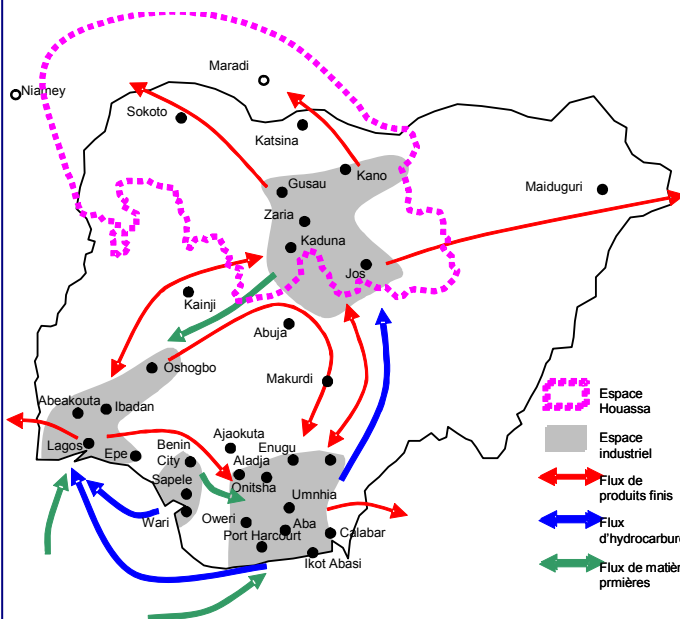 Maradi
Niamey
Sokoto
Katsina
Kano
Gusau
Maiduguri
Zaria
Kaduna
Jos
Kainji
Abuja
Oshogbo
Makurdi
Abeakouta
Ibadan
Lagos
Epe
Benin
City
Ajaokuta
Aladja
Enugu
Sapele
Onitsha
Umnhia
Wari
Oweri
Aba
Port Harcourt
Calabar
Ikot Abasi
Espace
Houassa
Espace
industriel
Flux de
produits finis
Flux
d'hydrocarbure
Flux de matièr
prmières